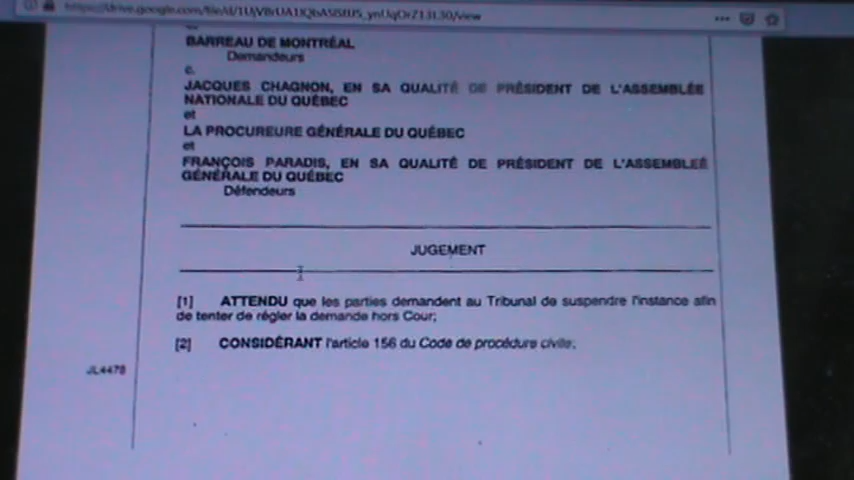 BARREAU DE MONTRÉAL
Demandeurs
c.
JACQUES CHAGNON, EN SA QUALITÉ DE PRÉSIDENT DE L'ASSEMBLÉE
NATIONALE DU QUÉBEC
et
LA PROCUREURE GÉNÉRALE DU QUÉBEC
et
FRANÇOIS PARADIS, EN SA QUALITÉ DE PRÉSIDENT DE L'ASSEMBLEÉ
GÉNÉRALE DU QUÉBEC
Défendeurs
JUGEMENT
[1] ATTENDU que les parties demandent au Tribunal de suspendre l'instance afin
de tenter de régler la demande hors Cour;
[2] CONSIDÉRANT l'article 156 du Code de procédure civile;
JL4478